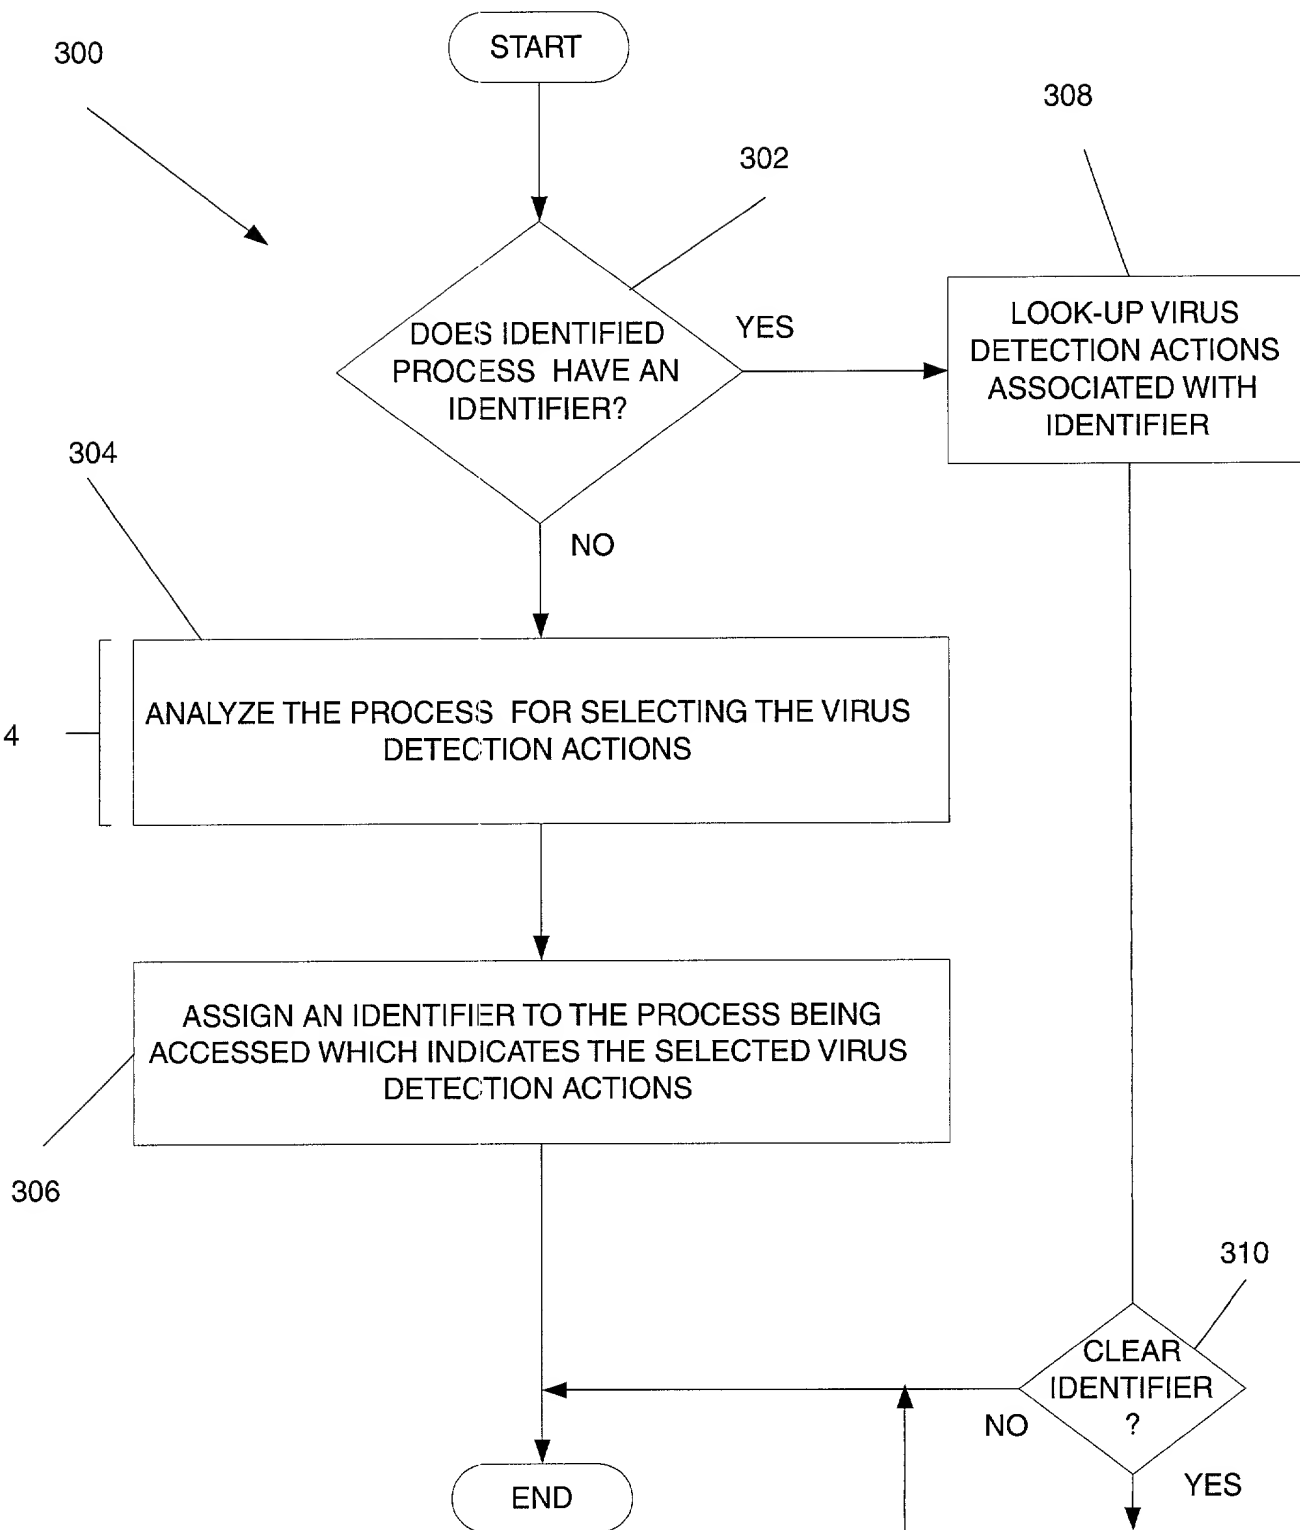 START
300
308
302
DOES IDENTIFIED
PROCESS HAVE AN
IDENTIFIER?
YES
LOOK-UP VIRUS
DETECTION ACTIONS
ASSOCIATED WITH
IDENTIFIER
304
NO
4
ANALYZE THE PROCESS FOR SELECTING THE VIRUS
DETECTION ACTIONS
ASSIGN AN IDENTIFIER TO THE PROCESS BEING
ACCESSED WHICH INDICATES THE SELECTED VIRUS
DETECTION ACTIONS
306
310
CLEAR
IDENTIFIER
?
NO
YES
END